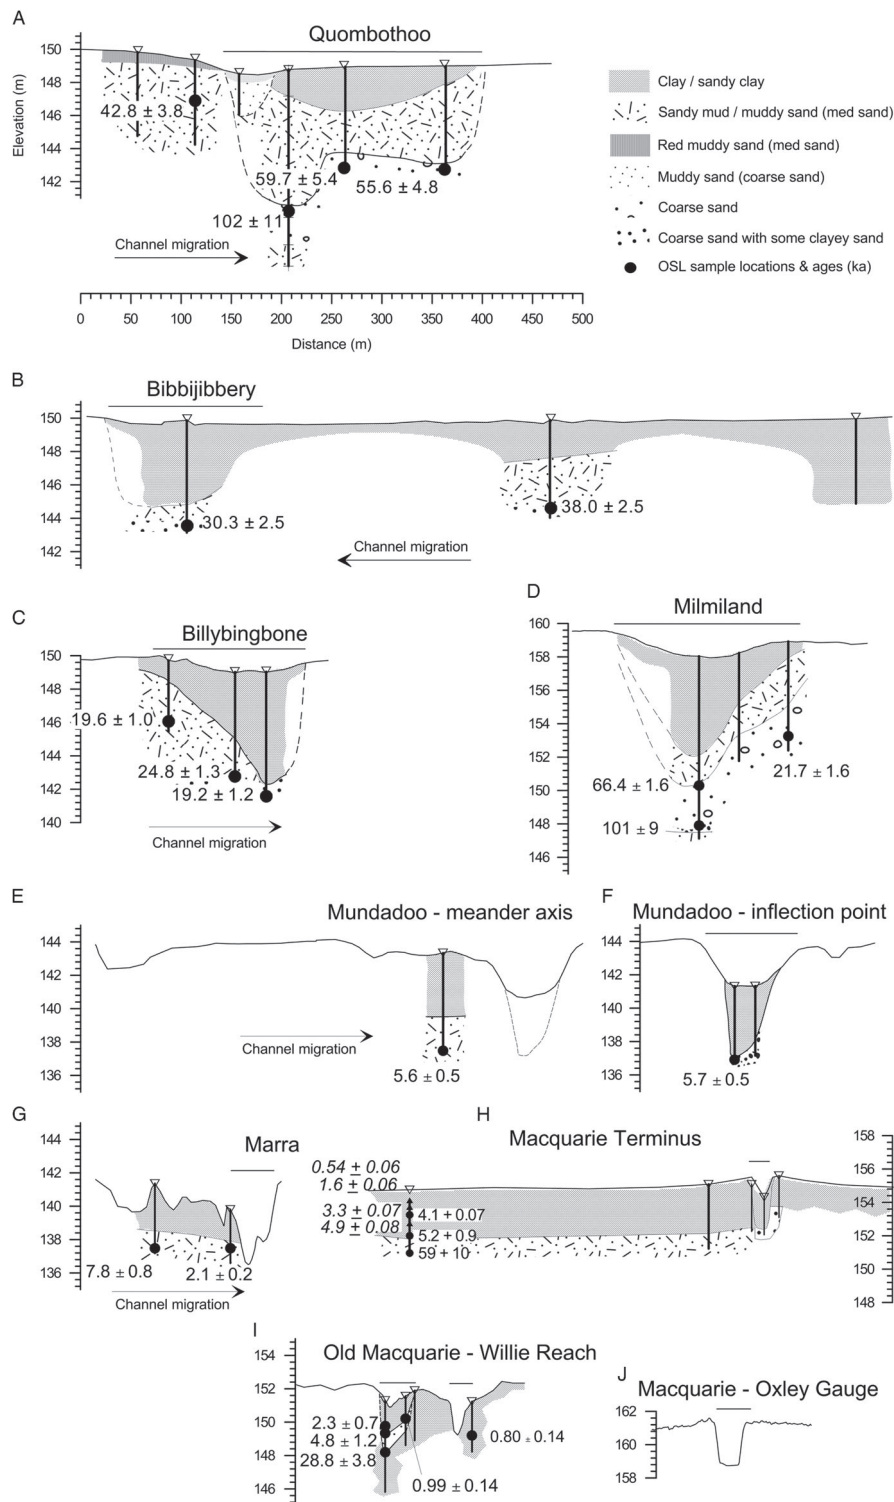 A
Quombothoo
150
148
146
144
142
Elevation (m)
42.8 ± 3.8
59.7 ± 5.4
55.6 ± 4.8
102 ± 11
Channel migration
0 50 100 150 200 250 300 350 400 450 500
Distance (m)
Clay / sandy clay
Sandy mud / muddy sand (med sand)
Red muddy sand (med sand)
Muddy sand (coarse sand)
Coarse sand
Coarse sand with some clayey sand
OSL sample locations & ages (ka)
B
Bibbijibbery
150
148
146
144
142
30.3 ± 2.5
38.0 ± 2.5
Channel migration
C
Billybingbone
150
148
146
144
142
140
19.6 ± 1.0
24.8 ± 1.3
19.2 ± 1.2
Channel migration
D
Milmiland
160
158
156
154
152
150
148
146
66.4 ± 1.6
21.7 ± 1.6
101 ± 9
E
Mundadoo - meander axis
144
142
140
138
136
Channel migration
5.6 ± 0.5
F
Mundadoo - inflection point
144
142
140
138
136
5.7 ± 0.5
G
Marra
144
142
140
138
136
7.8 ± 0.8
2.1 ± 0.2
Channel migration
H
Macquarie Terminus
0.54 ± 0.06
1.6 ± 0.06
3.3 ± 0.07
4.9 ± 0.08
4.1 + 0.07
5.2 + 0.9
59 + 10
158
156
154
152
150
148
I
Old Macquarie - Willie Reach
154
152
150
148
146
2.3 ± 0.7
4.8 ± 1.2
28.8 ± 3.8
0.80 ± 0.14
0.99 ± 0.14
J
Macquarie - Oxley Gauge
162
160
158